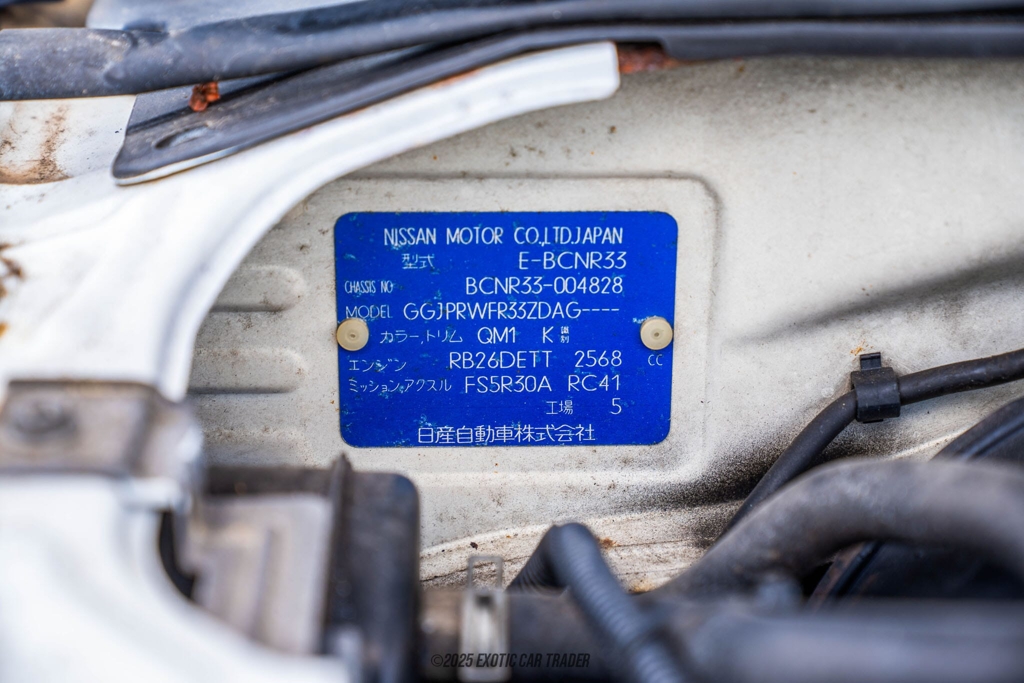 NISSAN MOTOR CO.,LTD.JAPAN
型式 E-BCNR33
CHASSIS NO BCNR33-004828
MODEL GGJPRWFR33ZDAG----
カラー,トリム QM1 K 識別
エンジン RB26DETT 2568 CC
ミッション,アクスル FS5R30A RC41
工場 5
日産自動車株式会社
©2025 EXOTIC CAR TRADER